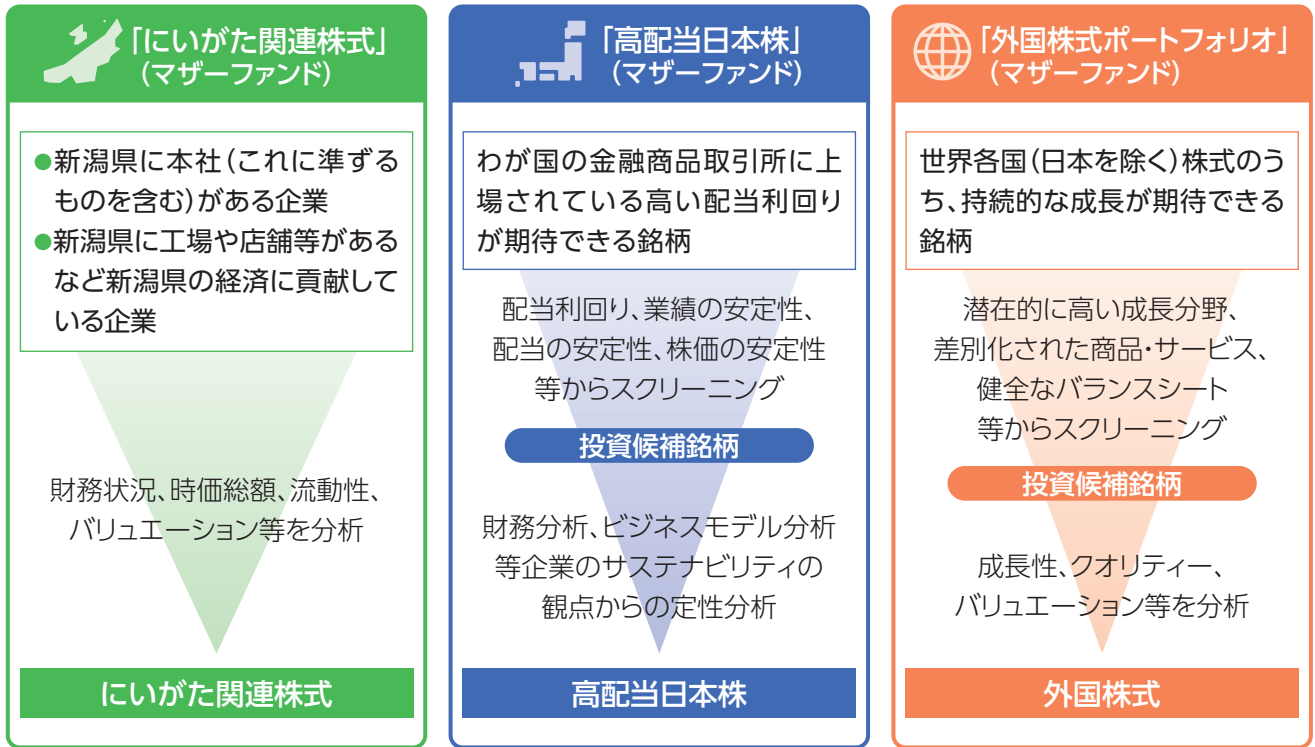 「にいがた関連株式」
(マザーファンド)
●新潟県に本社(これに準ずる
ものを含む)がある企業
●新潟県に工場や店舗等がある
など新潟県の経済に貢献して
いる企業
財務状況、時価総額、流動性、
バリュエーション等を分析
にいがた関連株式
「高配当日本株」
(マザーファンド)
わが国の金融商品取引所に上
場されている高い配当利回り
が期待できる銘柄
配当利回り、業績の安定性、
配当の安定性、株価の安定性
等からスクリーニング
投資候補銘柄
財務分析、ビジネスモデル分析
等企業のサステナビリティの
観点からの定性分析
高配当日本株
「外国株式ポートフォリオ」
(マザーファンド)
世界各国(日本を除く)株式のう
ち、持続的な成長が期待できる
銘柄
潜在的に高い成長分野、
差別化された商品・サービス、
健全なバランスシート
等からスクリーニング
投資候補銘柄
成長性、クオリティー、
バリュエーション等を分析
外国株式